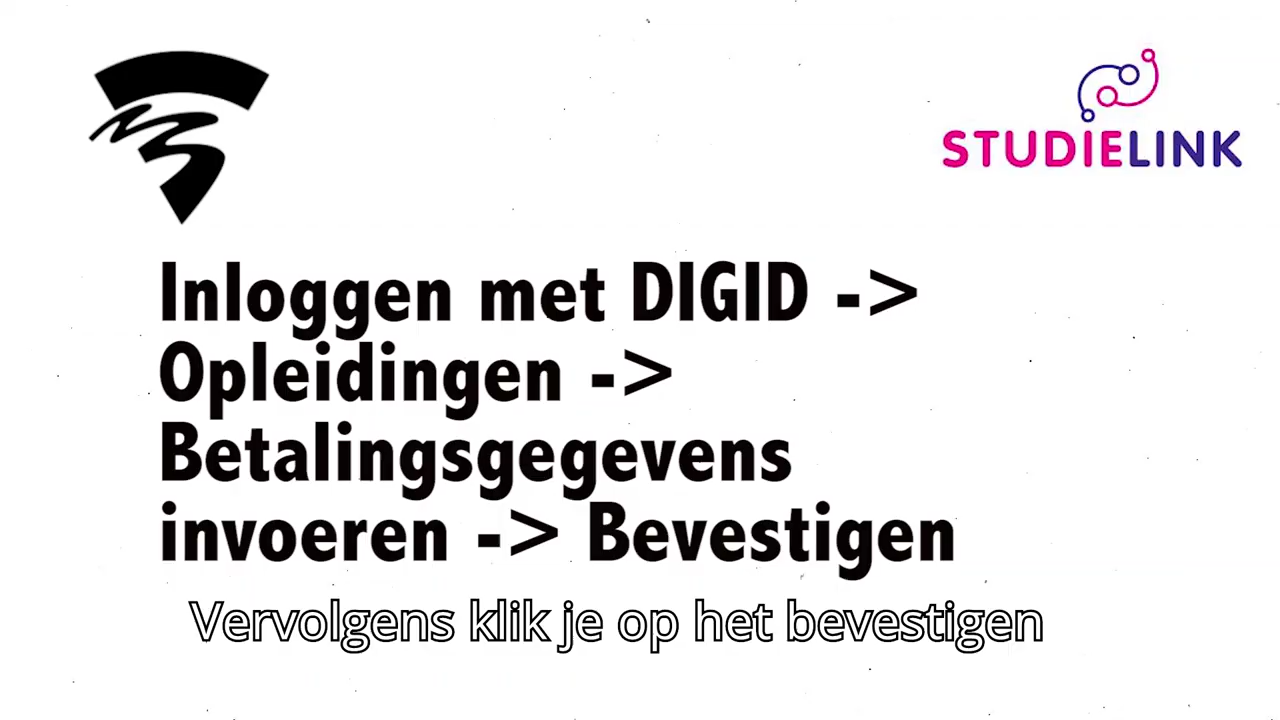 STUDIELINK
Inloggen met DIGID ->
Opleidingen ->
Betalingsgegevens
invoeren -> Bevestigen
Vervolgens klik je op het bevestigen